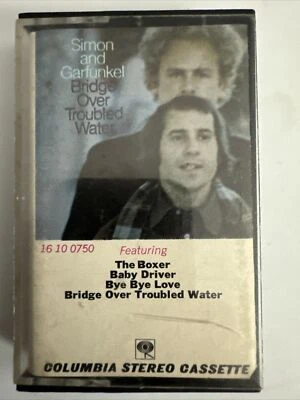 Simon
and
Garfunkel
Bridge
Over
Troubled
Water
16 10 0750
Featuring
The Boxer
Baby Driver
Bye Bye Love
Bridge Over Troubled Water
COLUMBIA STEREO CASSETTE